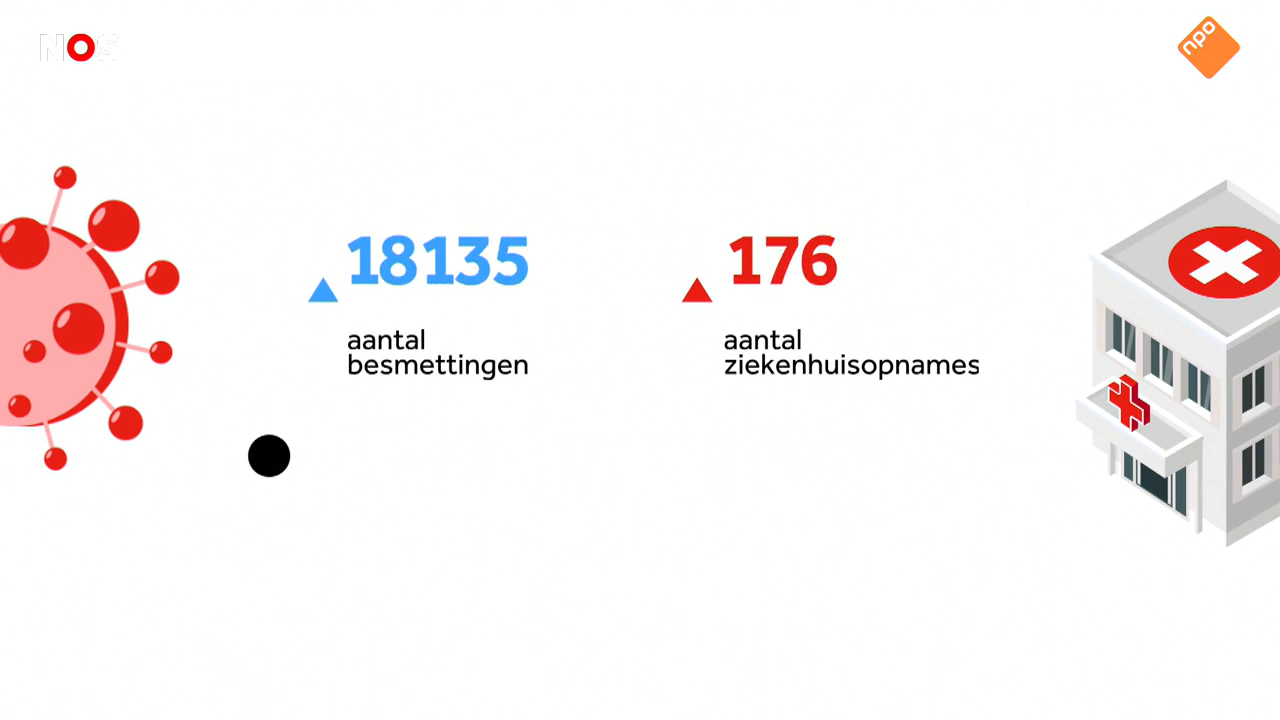 NOS
npo
18135
176
aantal
besmettingen
aantal
ziekenhuisopnames